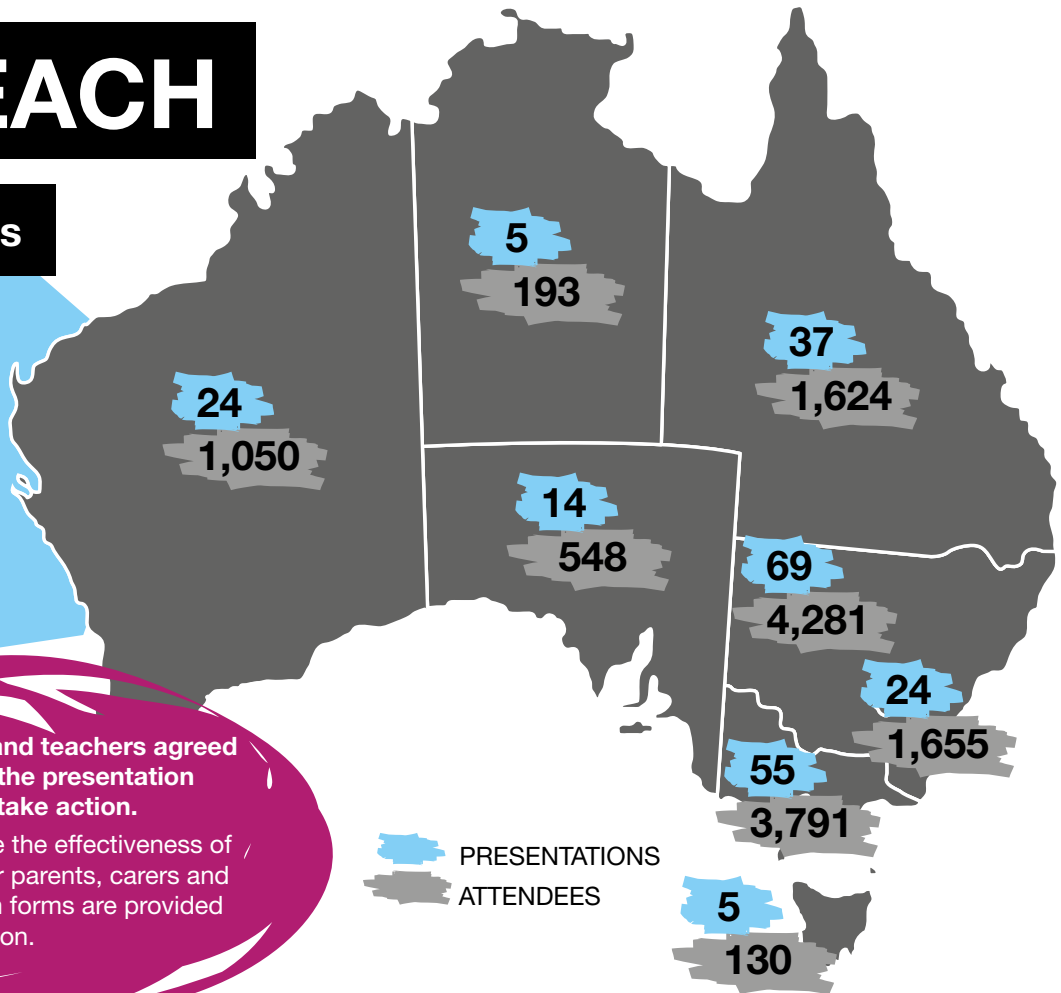 EACH
s
5
193
37
1,624
24
1,050
14
548
69
4,281
24
1,655
55
3,791
and teachers agreed
the presentation
take action.
e the effectiveness of
r parents, carers and
forms are provided
on.
PRESENTATIONS
ATTENDEES
5
130